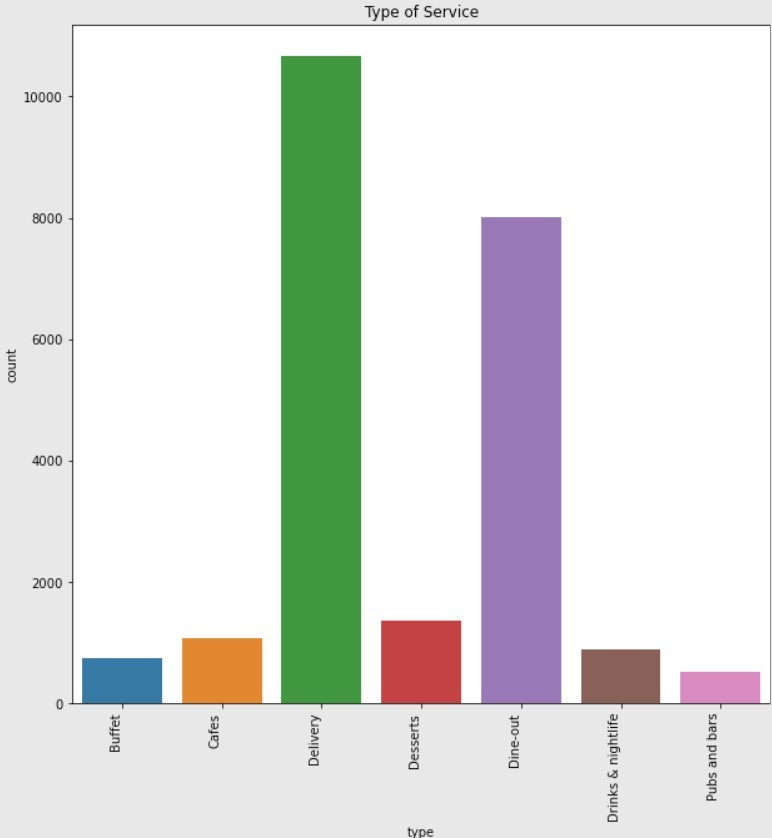 Type of Service
count
10000
8000
6000
4000
2000
0
Buffet
Cafes
Delivery
Desserts
Dine-out
Drinks & nightlife
Pubs and bars
type